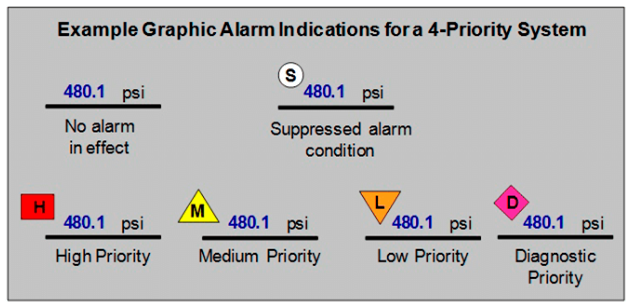 Example Graphic Alarm Indications for a 4-Priority System
480.1 psi
No alarm
in effect
S
480.1 psi
Suppressed alarm
condition
H
480.1 psi
High Priority
M
480.1 psi
Medium Priority
L
480.1 psi
Low Priority
D
480.1 psi
Diagnostic
Priority